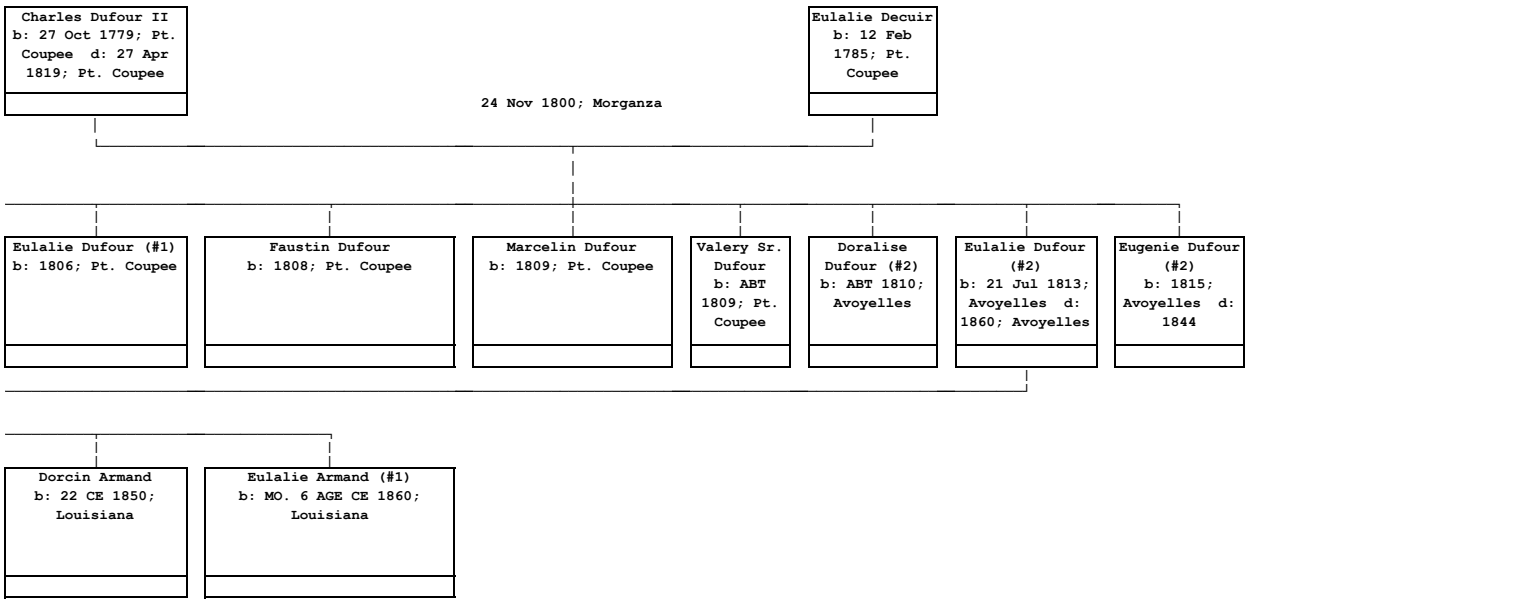 Charles Dufour II
b: 27 Oct 1779; Pt.
Coupee d: 27 Apr
1819; Pt. Coupee
Eulalie Decuir
b: 12 Feb
1785; Pt.
Coupee
24 Nov 1800; Morganza
Eulalie Dufour (#1)
b: 1806; Pt. Coupee
Faustin Dufour
b: 1808; Pt. Coupee
Marcelin Dufour
b: 1809; Pt. Coupee
Valery Sr.
Dufour
b: ABT
1809; Pt.
Coupee
Doralise
Dufour (#2)
b: ABT 1810;
Avoyelles
Eulalie Dufour
(#2)
b: 21 Jul 1813;
Avoyelles d:
1860; Avoyelles
Eugenie Dufour
(#2)
b: 1815;
Avoyelles d:
1844
Dorcin Armand
b: 22 CE 1850;
Louisiana
Eulalie Armand (#1)
b: MO. 6 AGE CE 1860;
Louisiana